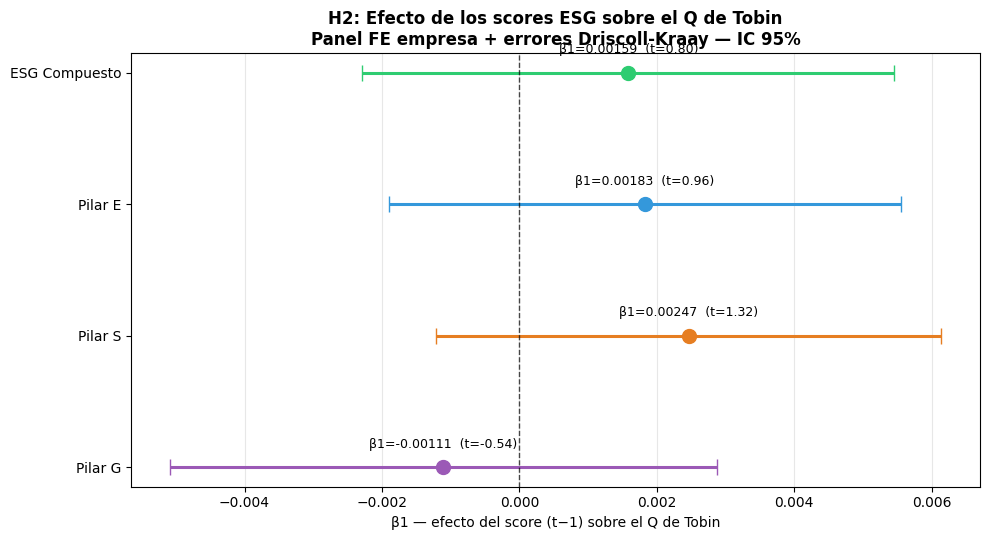 H2: Efecto de los scores ESG sobre el Q de Tobin
Panel FE empresa + errores Driscoll-Kraay — IC 95%
β1=0.00159  (t=0.80)
ESG Compuesto
β1=0.00183  (t=0.96)
Pilar E
β1=0.00247  (t=1.32)
Pilar S
β1=-0.00111  (t=-0.54)
Pilar G
−0.004 −0.002 0.000 0.002 0.004 0.006
β1 — efecto del score (t−1) sobre el Q de Tobin